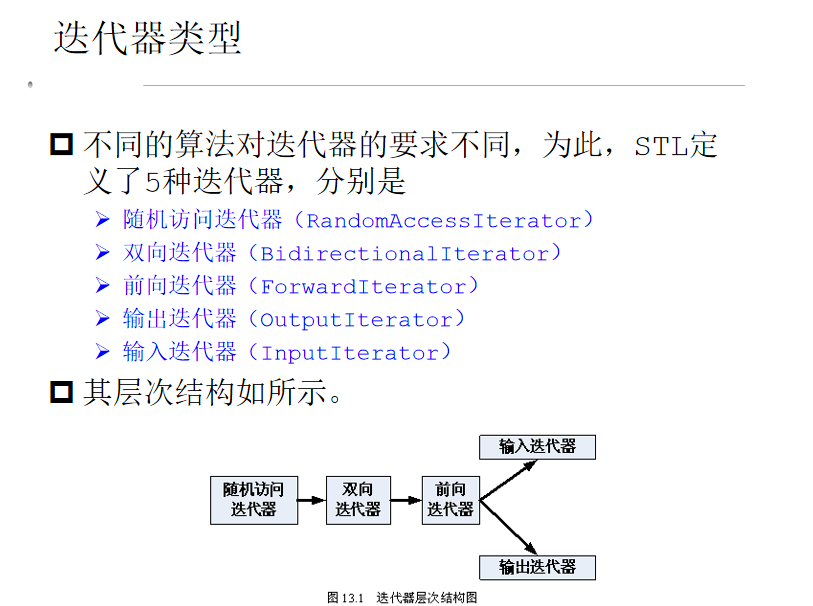 迭代器类型
不同的算法对迭代器的要求不同，为此，STL定
义了5种迭代器，分别是
随机访问迭代器（RandomAccessIterator）
双向迭代器（BidirectionalIterator）
前向迭代器（ForwardIterator）
输出迭代器（OutputIterator）
输入迭代器（InputIterator）
其层次结构如所示。
输入迭代器
随机访问
迭代器
双向
迭代器
前向
迭代器
输出迭代器
图 13.1 迭代器层次结构图